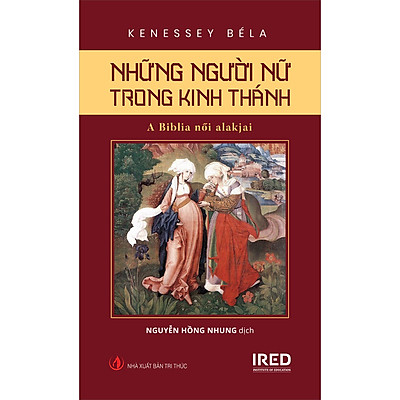 KENESSEY BÉLA
NHỮNG NGƯỜI NỮ
TRONG KINH THÁNH
A Biblia női alakjai
NGUYỄN HỒNG NHUNG dịch
NHÀ XUẤT BẢN TRI THỨC
IRED
INSTITUTE OF EDUCATION